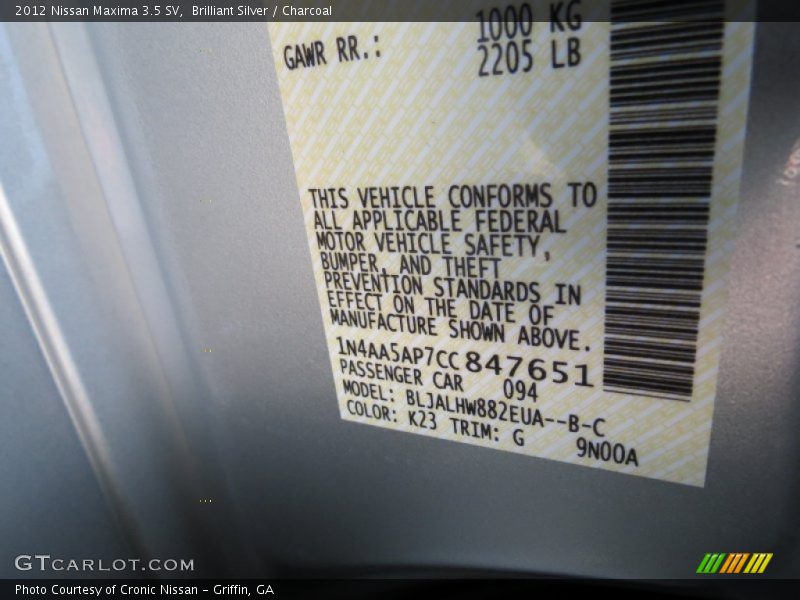 2012 Nissan Maxima 3.5 SV, Brilliant Silver / Charcoal
1000 KG
GAWR RR.: 2205 LB
THIS VEHICLE CONFORMS TO
ALL APPLICABLE FEDERAL
MOTOR VEHICLE SAFETY,
BUMPER, AND THEFT
PREVENTION STANDARDS IN
EFFECT ON THE DATE OF
MANUFACTURE SHOWN ABOVE.
1N4AA5AP7CC847651
PASSENGER CAR 094
MODEL: BLJALHW882EUA--B-C
COLOR: K23 TRIM: G 9N00A
GTCARLOT.COM
Photo Courtesy of Cronic Nissan - Griffin, GA